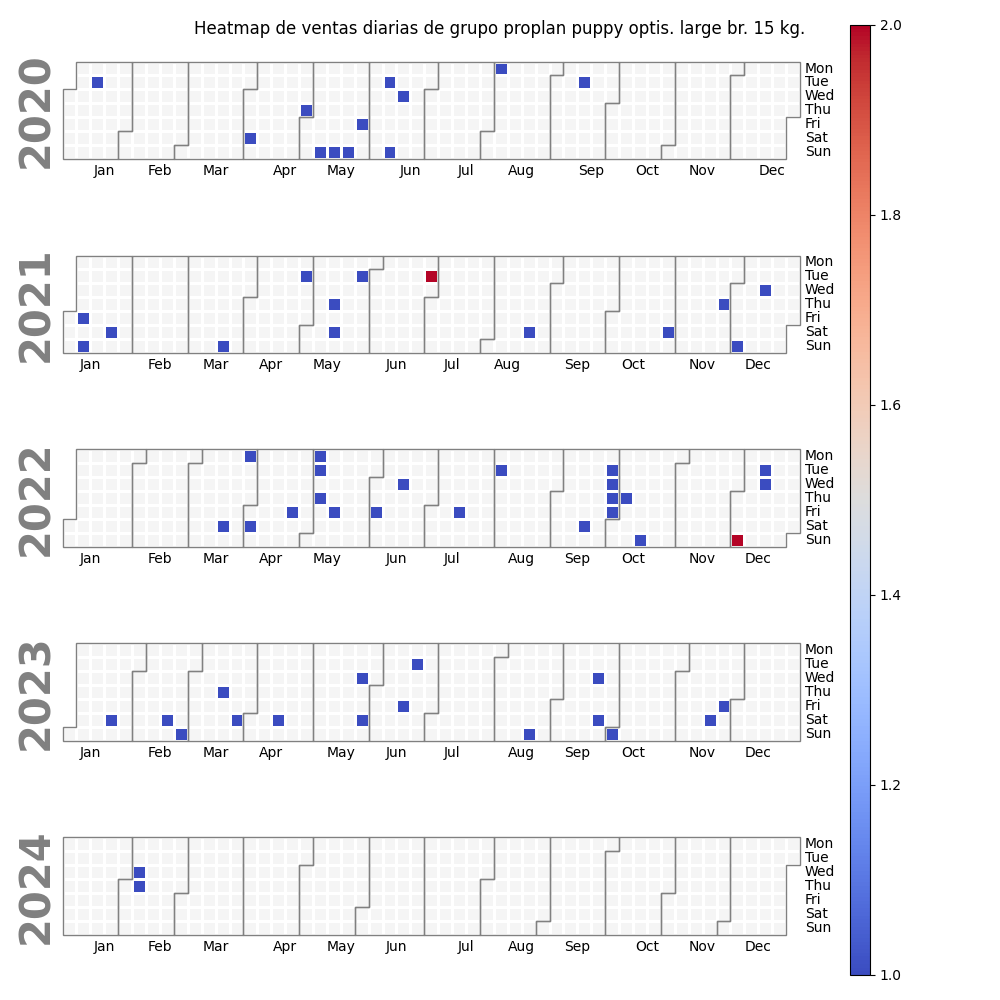 Heatmap de ventas diarias de grupo proplan puppy optis. large br. 15 kg.
2020
Mon
Tue
Wed
Thu
Fri
Sat
Sun
Jan Feb Mar Apr May Jun Jul Aug Sep Oct Nov Dec
2021
Mon
Tue
Wed
Thu
Fri
Sat
Sun
Jan Feb Mar Apr May Jun Jul Aug Sep Oct Nov Dec
2022
Mon
Tue
Wed
Thu
Fri
Sat
Sun
Jan Feb Mar Apr May Jun Jul Aug Sep Oct Nov Dec
2023
Mon
Tue
Wed
Thu
Fri
Sat
Sun
Jan Feb Mar Apr May Jun Jul Aug Sep Oct Nov Dec
2024
Mon
Tue
Wed
Thu
Fri
Sat
Sun
Jan Feb Mar Apr May Jun Jul Aug Sep Oct Nov Dec
2.0
1.8
1.6
1.4
1.2
1.0